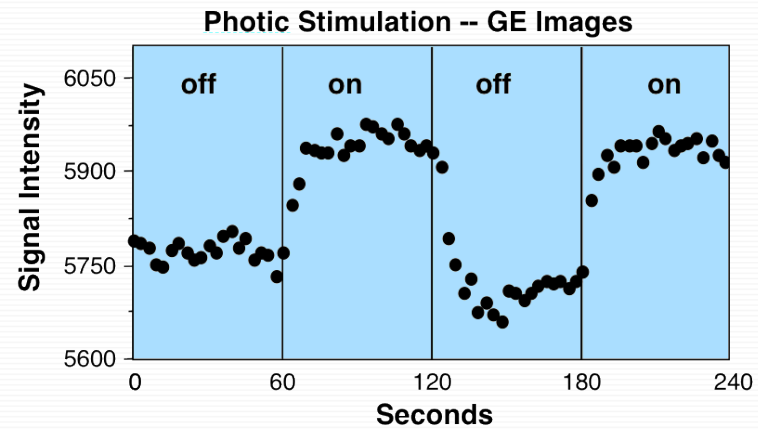 Photic Stimulation -- GE Images
off on off on
6050
5900
5750
5600
Signal Intensity
0 60 120 180 240
Seconds